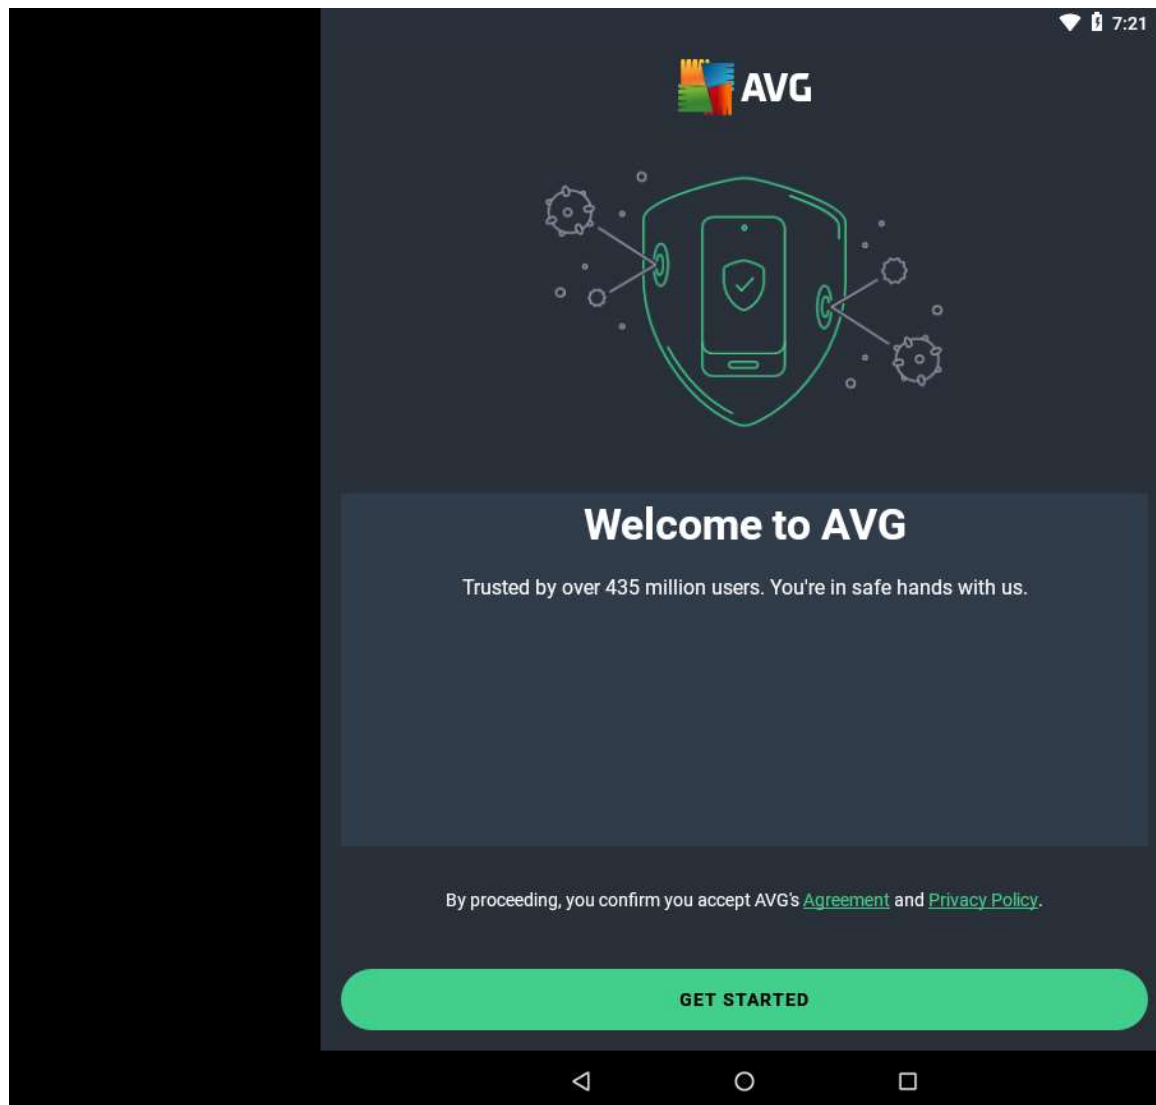 7:21
AVG
Welcome to AVG
Trusted by over 435 million users. You're in safe hands with us.
By proceeding, you confirm you accept AVG's Agreement and Privacy Policy.
GET STARTED